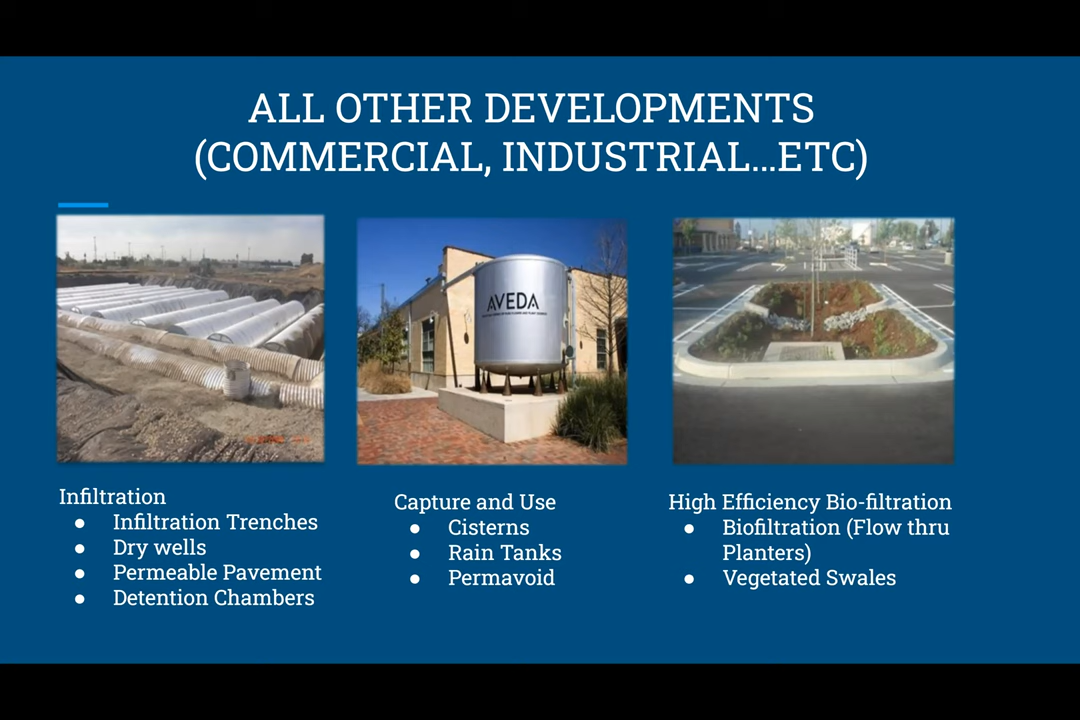 ALL OTHER DEVELOPMENTS
(COMMERCIAL, INDUSTRIAL...ETC)
AVEDA
Infiltration
● Infiltration Trenches
● Dry wells
● Permeable Pavement
● Detention Chambers
Capture and Use
● Cisterns
● Rain Tanks
● Permavoid
High Efficiency Bio-filtration
● Biofiltration (Flow thru
Planters)
● Vegetated Swales